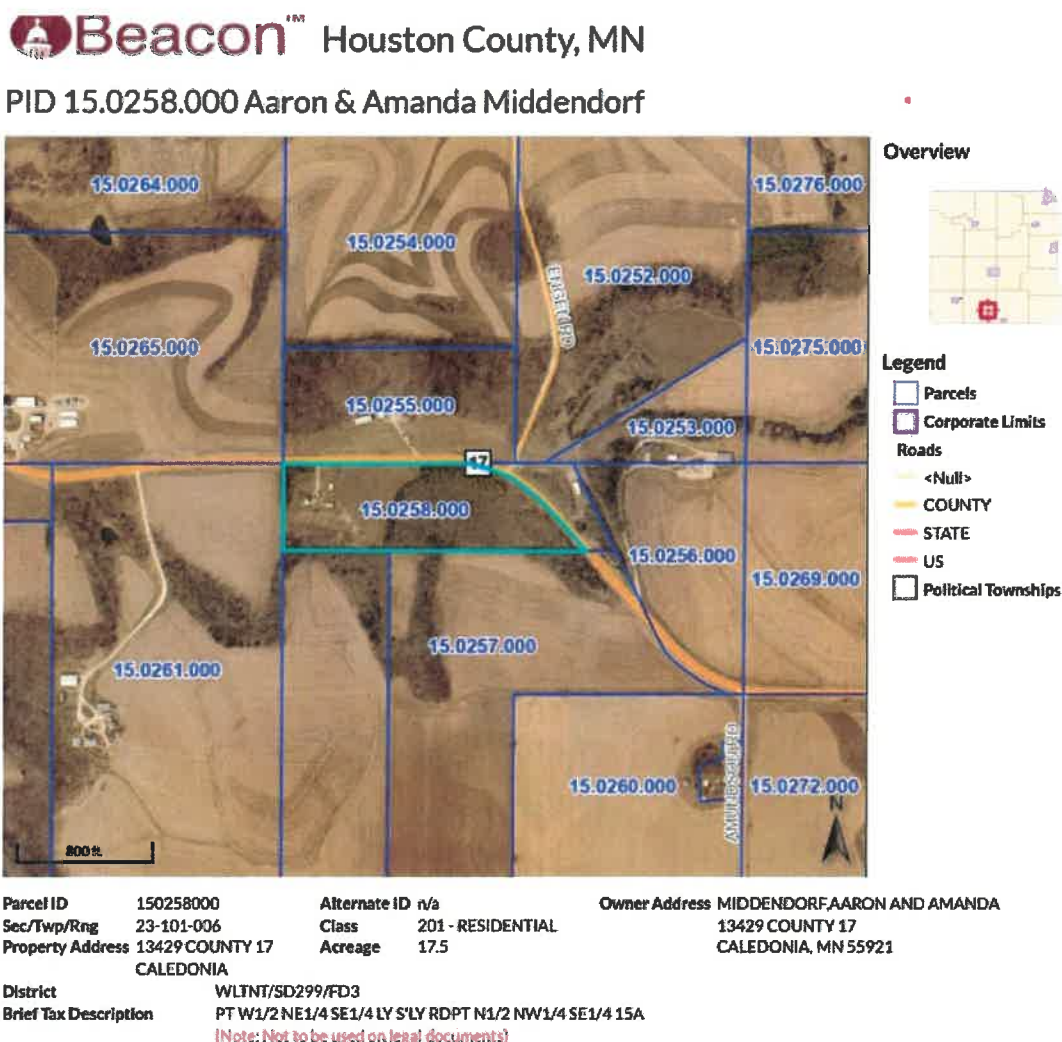 Beacon™ Houston County, MN
PID 15.0258.000 Aaron & Amanda Middendorf
Overview
15.0264.000
15.0276.000
15.0254.000
15.0252.000
15.0265.000
15.0275.000
15.0255.000
15.0253.000
17
15.0258.000
15.0256.000
15.0269.000
15.0257.000
15.0261.000
15.0260.000
15.0272.000
N
800 ft
Legend
Parcels
Corporate Limits
Roads
<Null>
COUNTY
STATE
US
Political Townships
Parcel ID 150258000 Alternate ID n/a Owner Address MIDDENDORF,AARON AND AMANDA
Sec/Twp/Rng 23-101-006 Class 201 - RESIDENTIAL 13429 COUNTY 17
Property Address 13429 COUNTY 17 Acreage 17.5 CALEDONIA, MN 55921
CALEDONIA
District WLTNT/SD299/FD3
Brief Tax Description PT W1/2 NE1/4 SE1/4 LY S'LY RDPT N1/2 NW1/4 SE1/4 15A
(Note: Not to be used on legal documents)